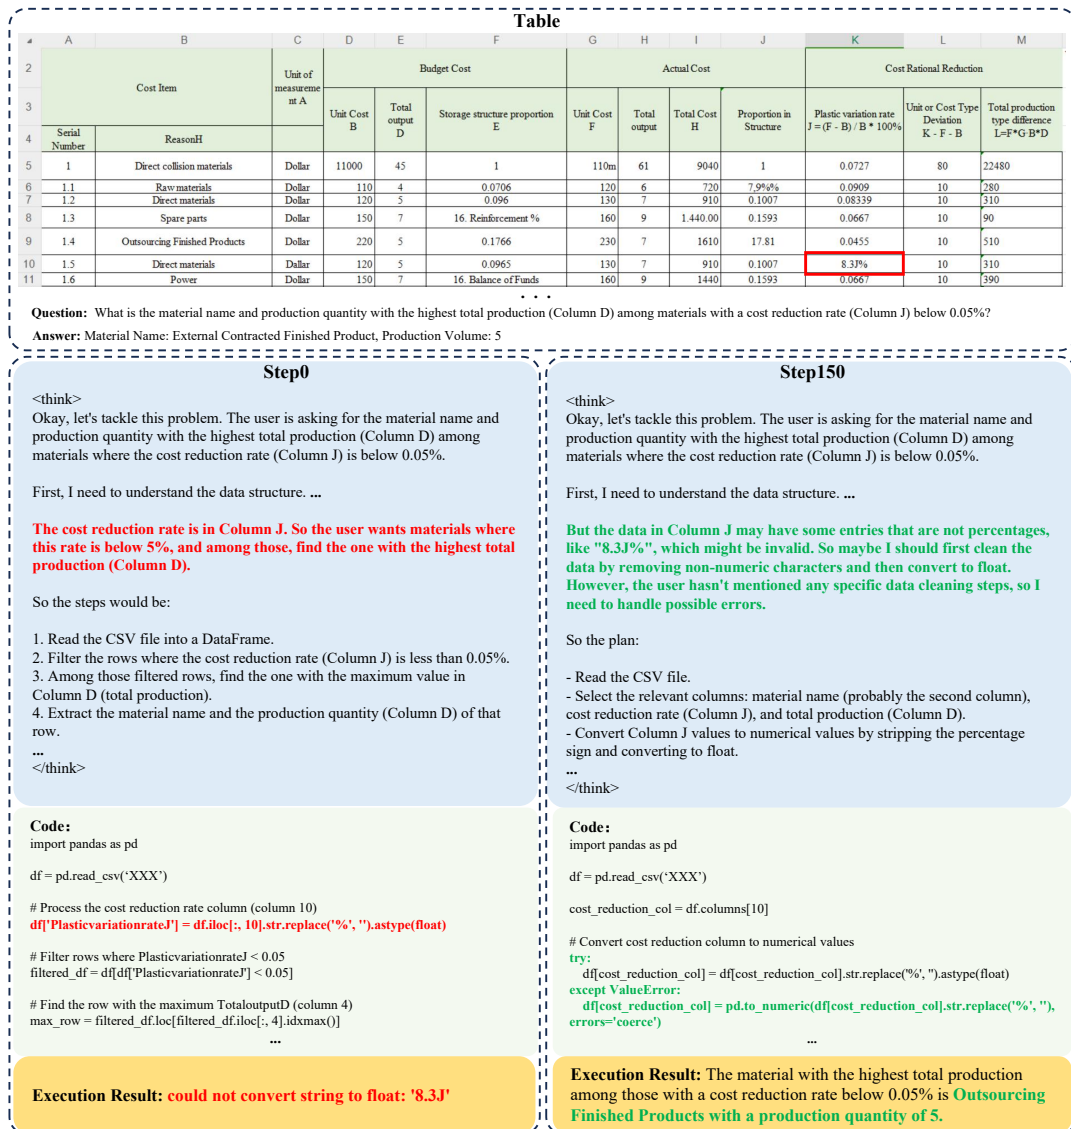 Table
A B C D E F G H I J K L M
2 Cost Item Unit of measureme nt A Budget Cost Actual Cost Cost Rational Reduction
3 Unit Cost B Total output D Storage structure proportion E Unit Cost F Total output Total Cost H Proportion in Structure Plastic variation rate J = (F - B) / B * 100% Unit or Cost Type Deviation K - F - B Total production type difference L=F*G·B*D
4 Serial Number ReasonH
5 1 Direct collision materials Dollar 11000 45 1 110m 61 9040 1 0.0727 80 22480
6 1.1 Raw materials Dollar 110 4 0.0706 120 6 720 7,9%% 0.0909 10 280
7 1.2 Direct materials Dollar 120 5 0.096 130 7 910 0.1007 0.08339 10 310
8 1.3 Spare parts Dollar 150 7 16. Reinforcement % 160 9 1.440.00 0.1593 0.0667 10 90
9 1.4 Outsourcing Finished Products Dollar 220 5 0.1766 230 7 1610 17.81 0.0455 10 510
10 1.5 Direct materials Dollar 120 5 0.0965 130 7 910 0.1007 8.3J% 10 310
11 1.6 Power Dollar 150 7 16. Balance of Funds 160 9 1440 0.1593 0.0667 10 390
...
Question: What is the material name and production quantity with the highest total production (Column D) among materials with a cost reduction rate (Column J) below 0.05%?
Answer: Material Name: External Contracted Finished Product, Production Volume: 5
Step0
<think>
Okay, let's tackle this problem. The user is asking for the material name and
production quantity with the highest total production (Column D) among
materials where the cost reduction rate (Column J) is below 0.05%.
First, I need to understand the data structure. ...
The cost reduction rate is in Column J. So the user wants materials where
this rate is below 5%, and among those, find the one with the highest total
production (Column D).
So the steps would be:
1. Read the CSV file into a DataFrame.
2. Filter the rows where the cost reduction rate (Column J) is less than 0.05%.
3. Among those filtered rows, find the one with the maximum value in
Column D (total production).
4. Extract the material name and the production quantity (Column D) of that
row.
...
</think>
Code:
import pandas as pd
df = pd.read_csv(‘XXX’)
# Process the cost reduction rate column (column 10)
df['PlasticvariationrateJ'] = df.iloc[:, 10].str.replace('%', '').astype(float)
# Filter rows where PlasticvariationrateJ < 0.05
filtered_df = df[df['PlasticvariationrateJ'] < 0.05]
# Find the row with the maximum TotaloutputD (column 4)
max_row = filtered_df.loc[filtered_df.iloc[:, 4].idxmax()]
...
Execution Result: could not convert string to float: '8.3J'
Step150
<think>
Okay, let's tackle this problem. The user is asking for the material name and
production quantity with the highest total production (Column D) among
materials where the cost reduction rate (Column J) is below 0.05%.
First, I need to understand the data structure. ...
But the data in Column J may have some entries that are not percentages,
like "8.3J%", which might be invalid. So maybe I should first clean the
data by removing non-numeric characters and then convert to float.
However, the user hasn't mentioned any specific data cleaning steps, so I
need to handle possible errors.
So the plan:
- Read the CSV file.
- Select the relevant columns: material name (probably the second column),
cost reduction rate (Column J), and total production (Column D).
- Convert Column J values to numerical values by stripping the percentage
sign and converting to float.
...
</think>
Code:
import pandas as pd
df = pd.read_csv(‘XXX’)
cost_reduction_col = df.columns[10]
# Convert cost reduction column to numerical values
try:
df[cost_reduction_col] = df[cost_reduction_col].str.replace('%', '').astype(float)
except ValueError:
df[cost_reduction_col] = pd.to_numeric(df[cost_reduction_col].str.replace('%', ''),
errors='coerce')
...
Execution Result: The material with the highest total production
among those with a cost reduction rate below 0.05% is Outsourcing
Finished Products with a production quantity of 5.